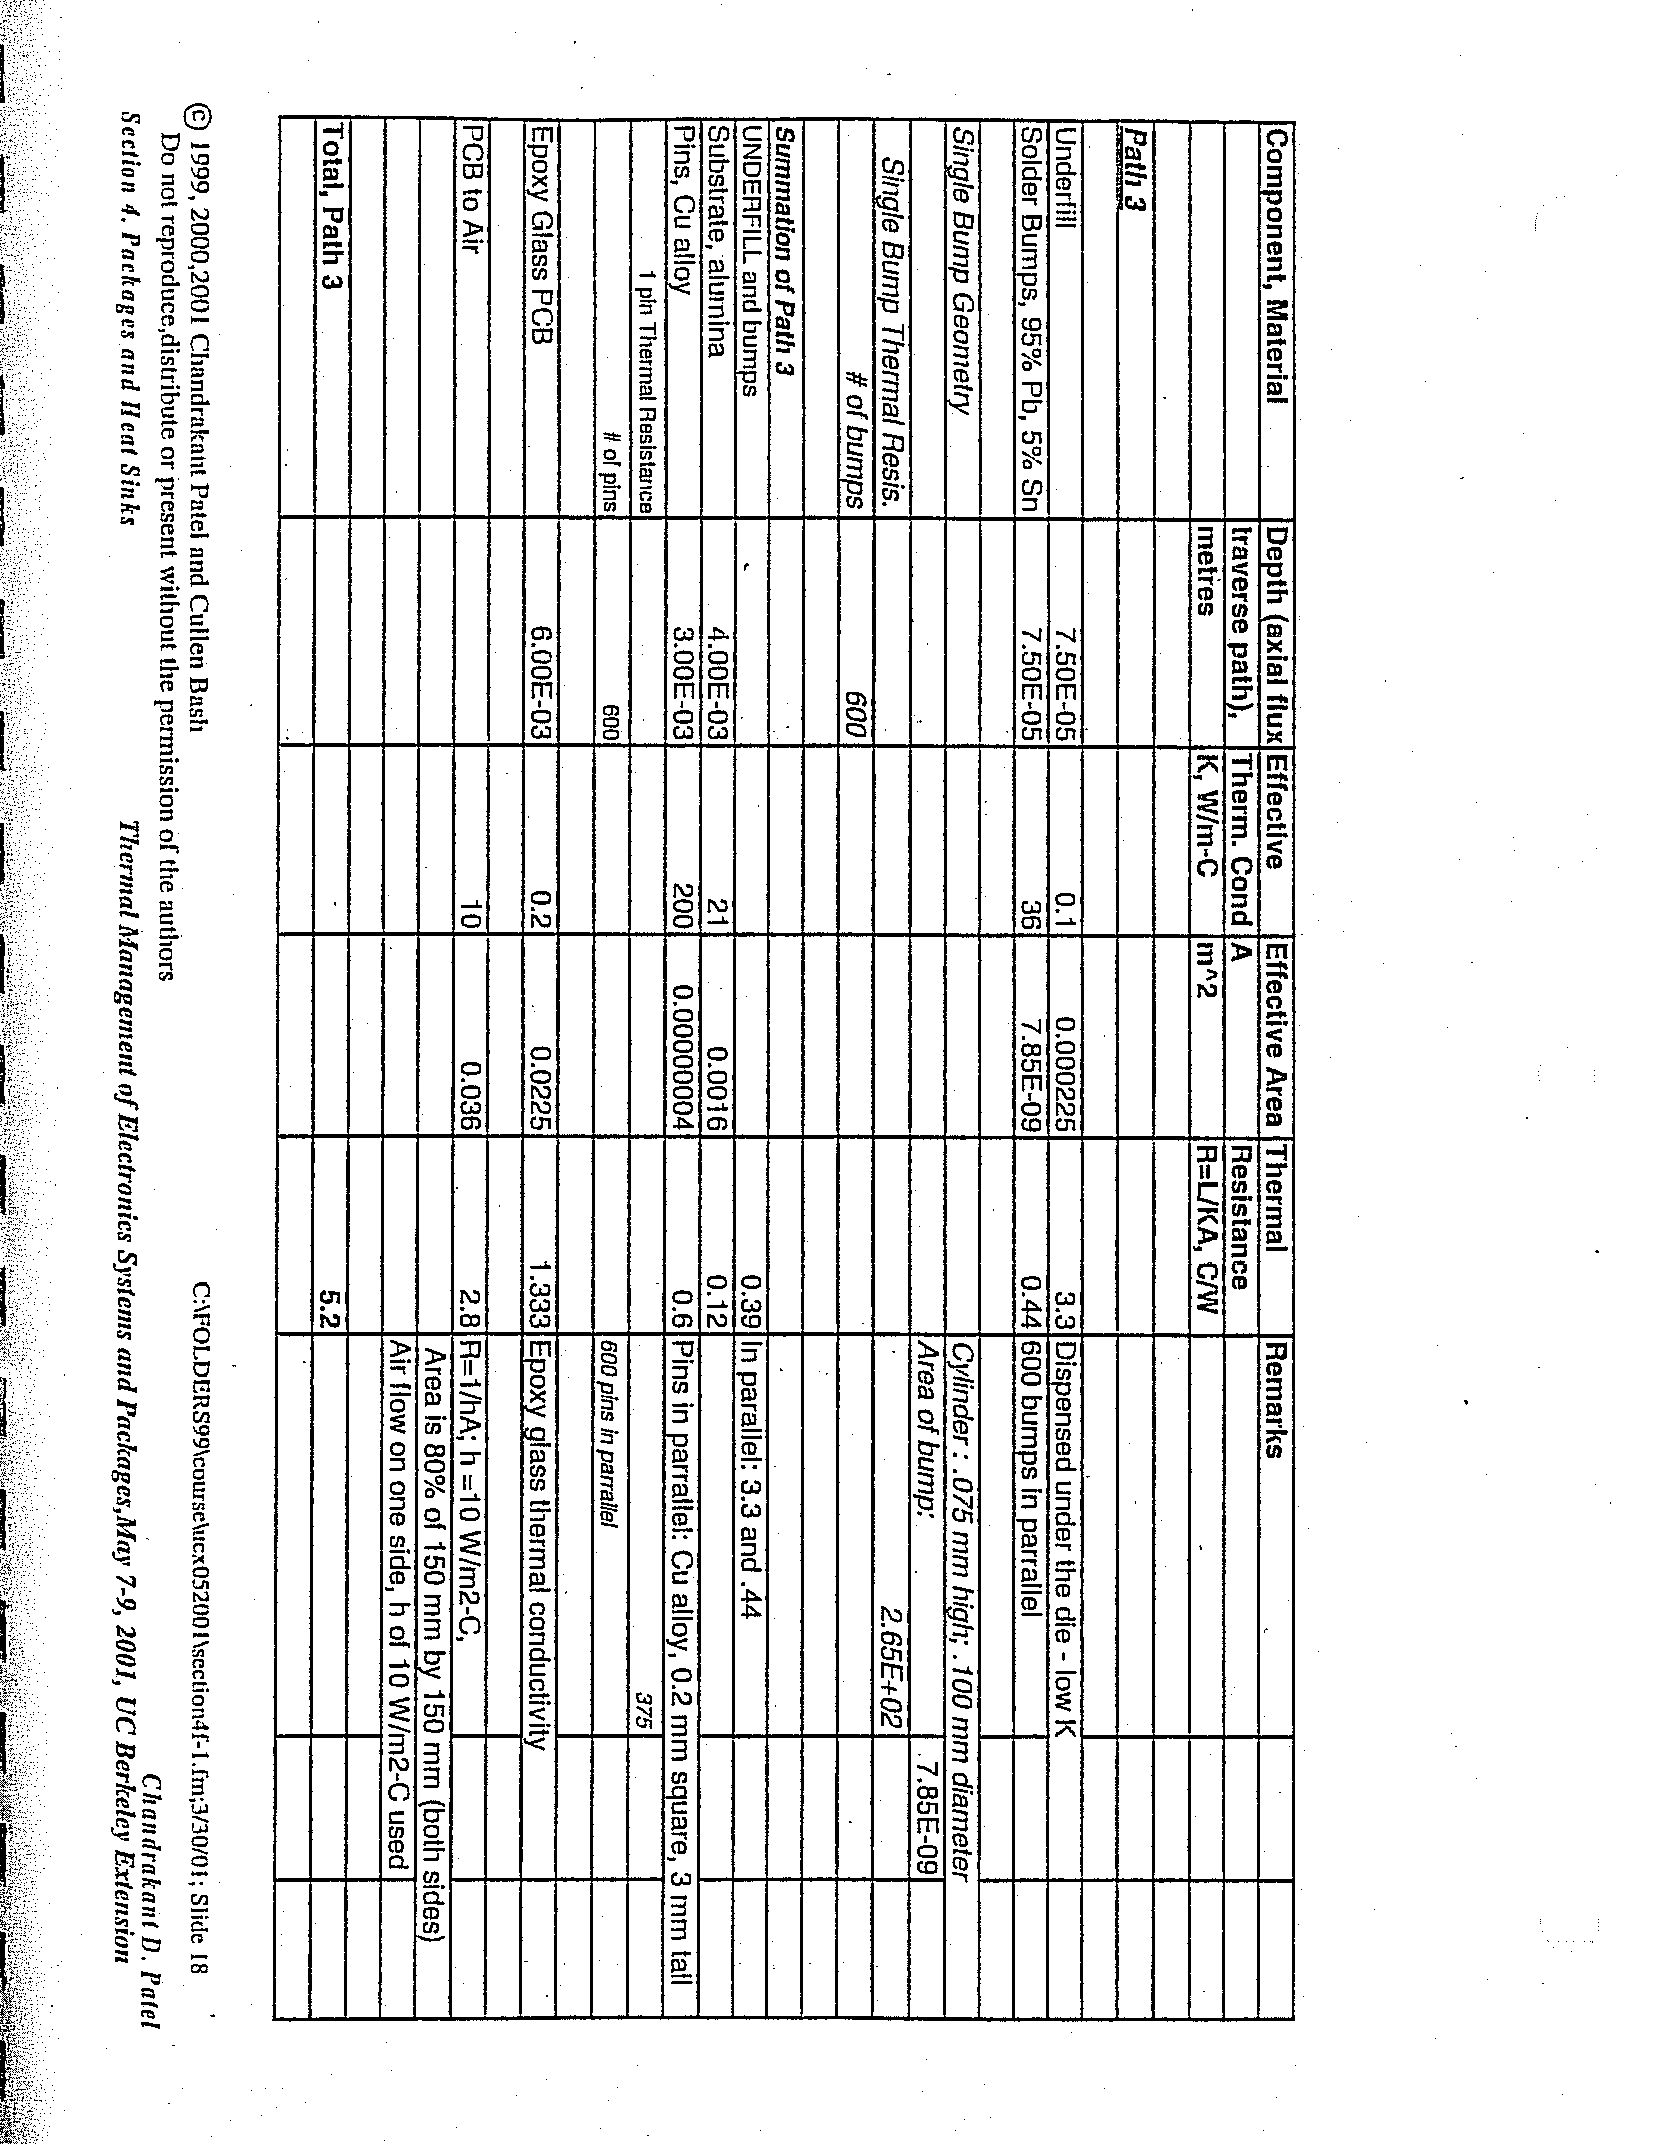 Component, Material Depth (axial flux Effective Effective Area Thermal Remarks
traverse path), Therm. Cond A Resistance
metres K, W/m-C m^2 R=L/KA, C/W
Path 3
Underfill 7.50E-05 0.1 0.000225 3.3 Dispensed under the die - low K
Solder Bumps, 95% Pb, 5% Sn 7.50E-05 36 7.85E-09 0.44 600 bumps in parrallel
Single Bump Geometry Cylinder : .075 mm high; .100 mm diameter
Area of bump: 7.85E-09
Single Bump Thermal Resis. 2.65E+02
# of bumps 600
Summation of Path 3
UNDERFILL and bumps 0.39 In parallel: 3.3 and .44
Substrate, alumina 4.00E-03 21 0.0016 0.12
Pins, Cu alloy 3.00E-03 200 0.00000004 0.6 Pins in parrallel: Cu alloy, 0.2 mm square, 3 mm tall
1 pin Thermal Resistance 375
# of pins 600 600 pins in parrallel
Epoxy Glass PCB 6.00E-03 0.2 0.0225 1.333 Epoxy glass thermal conductivity
PCB to Air 10 0.036 2.8 R=1/hA; h =10 W/m2-C,
Area is 80% of 150 mm by 150 mm (both sides)
Air flow on one side, h of 10 W/m2-C used
Total, Path 3 5.2
© 1999, 2000,2001 Chandrakant Patel and Cullen Bash C:\FOLDERS99\course\ucx052001\section4f-1.fm;3/30/01; Slide 18
Do not reproduce,distribute or present without the permission of the authors
Chandrakant D. Patel
Section 4. Packages and Heat Sinks Thermal Management of Electronics Systems and Packages,May 7-9, 2001, UC Berkeley Extension